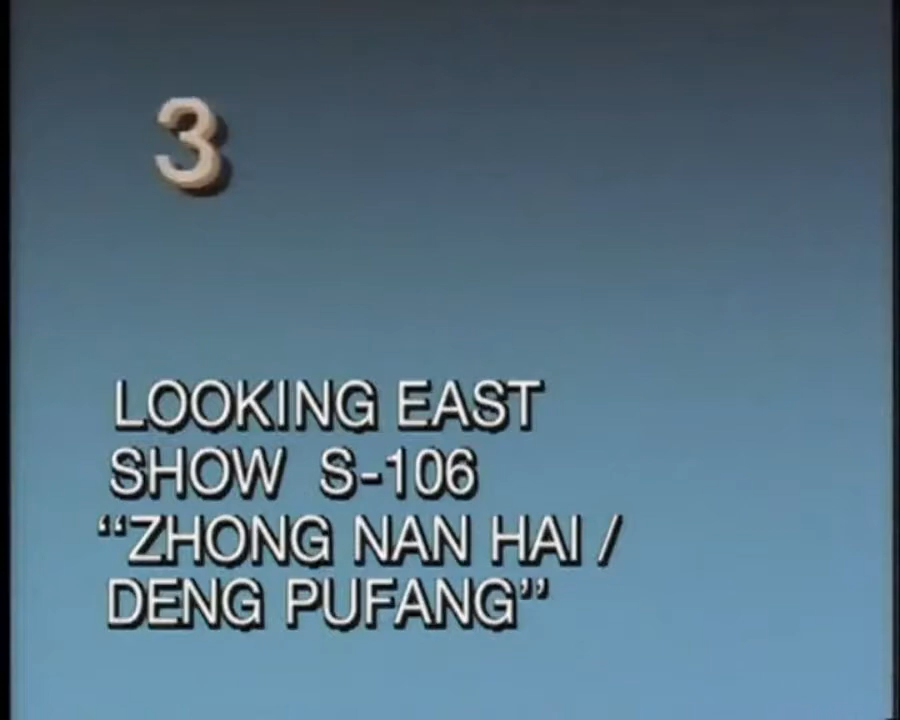 3
LOOKING EAST
SHOW S-106
“ZHONG NAN HAI /
DENG PUFANG”